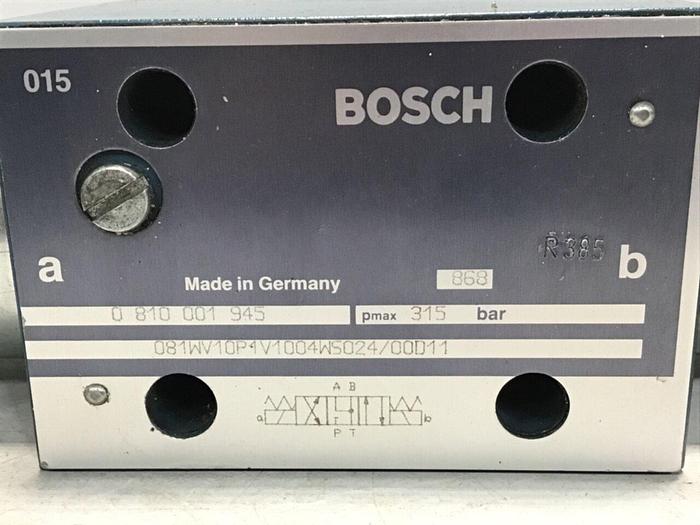 015
BOSCH
R385
a b
Made in Germany 868
0 810 001 945 pmax 315 bar
081WV10P1V1004WS024/00D11
A B
a b
P T